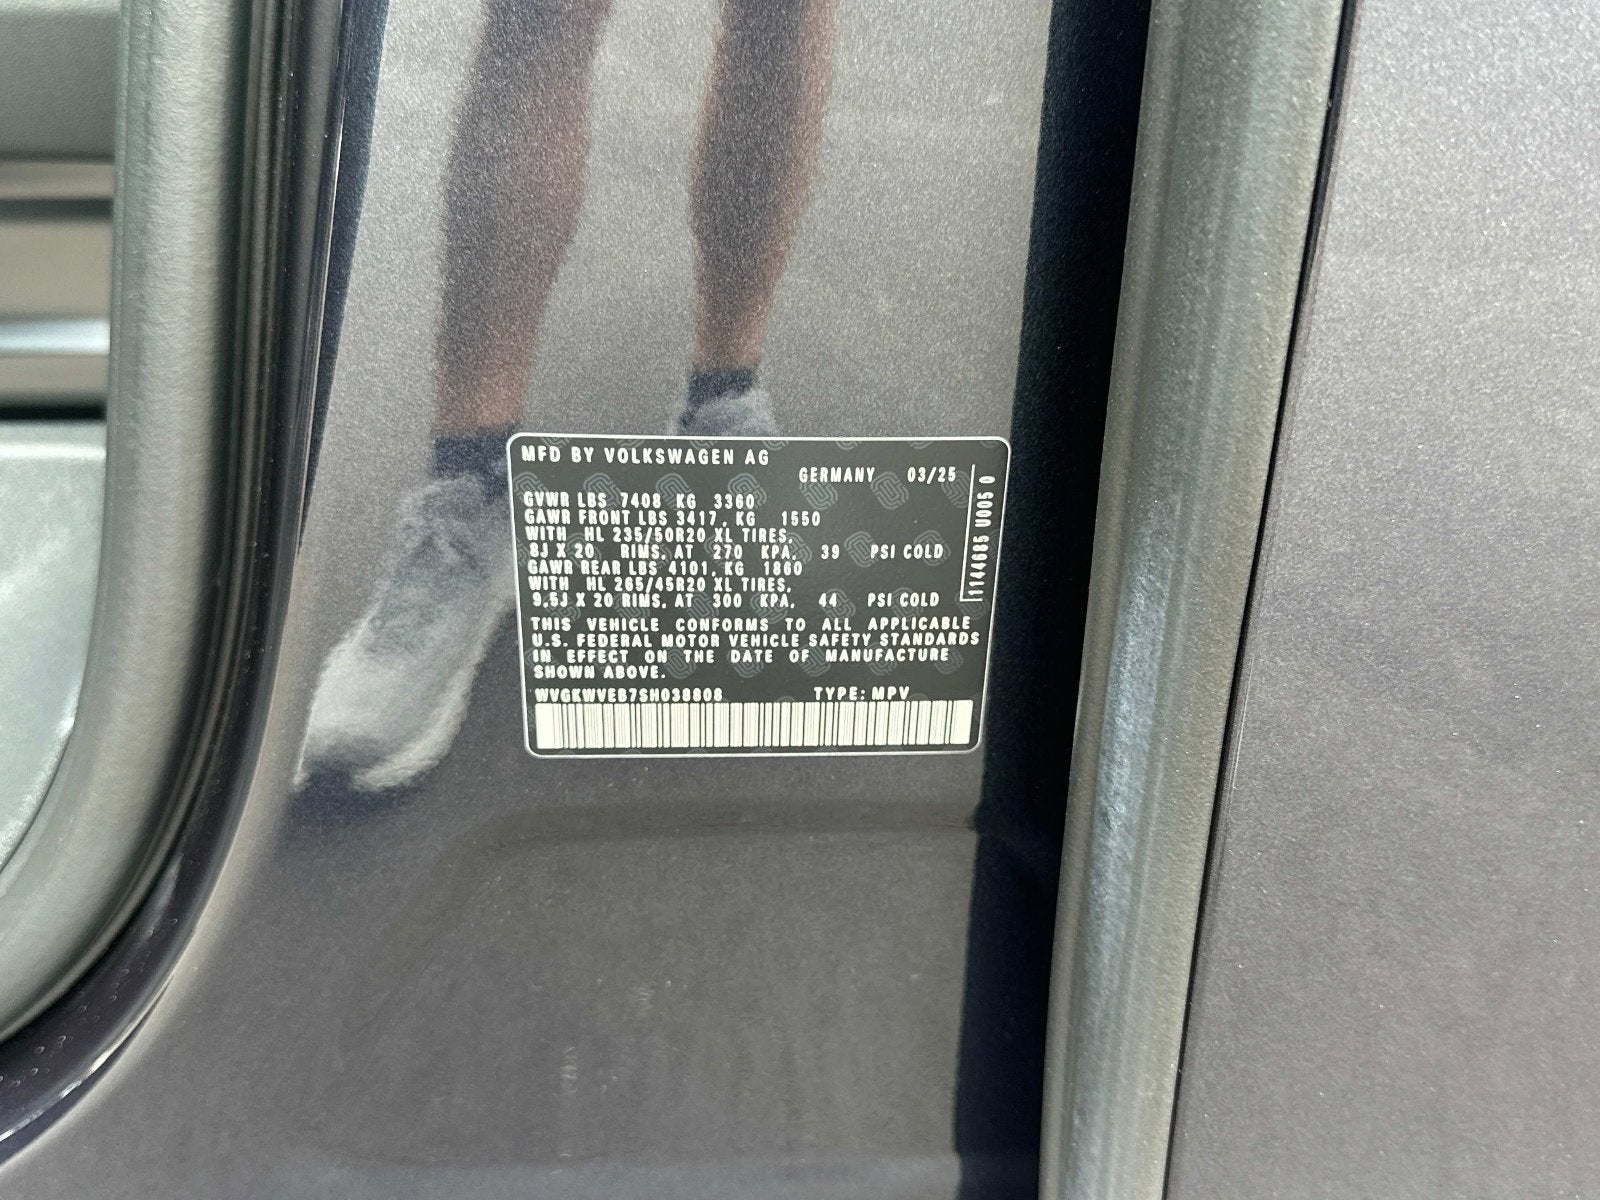 MFD BY VOLKSWAGEN AG
GERMANY 03/25
GVWR LBS 7408 KG 3360
GAWR FRONT LBS 3417, KG 1550
WITH HL 235/50R20 XL TIRES,
8J X 20 RIMS, AT 270 KPA, 39 PSI COLD
GAWR REAR LBS 4101, KG 1860
WITH HL 265/45R20 XL TIRES,
9,5J X 20 RIMS, AT 300 KPA, 44 PSI COLD
THIS VEHICLE CONFORMS TO ALL APPLICABLE
U.S. FEDERAL MOTOR VEHICLE SAFETY STANDARDS
IN EFFECT ON THE DATE OF MANUFACTURE
SHOWN ABOVE.
WVGKWVEB7SH038808 TYPE: MPV
1144685 U005 0